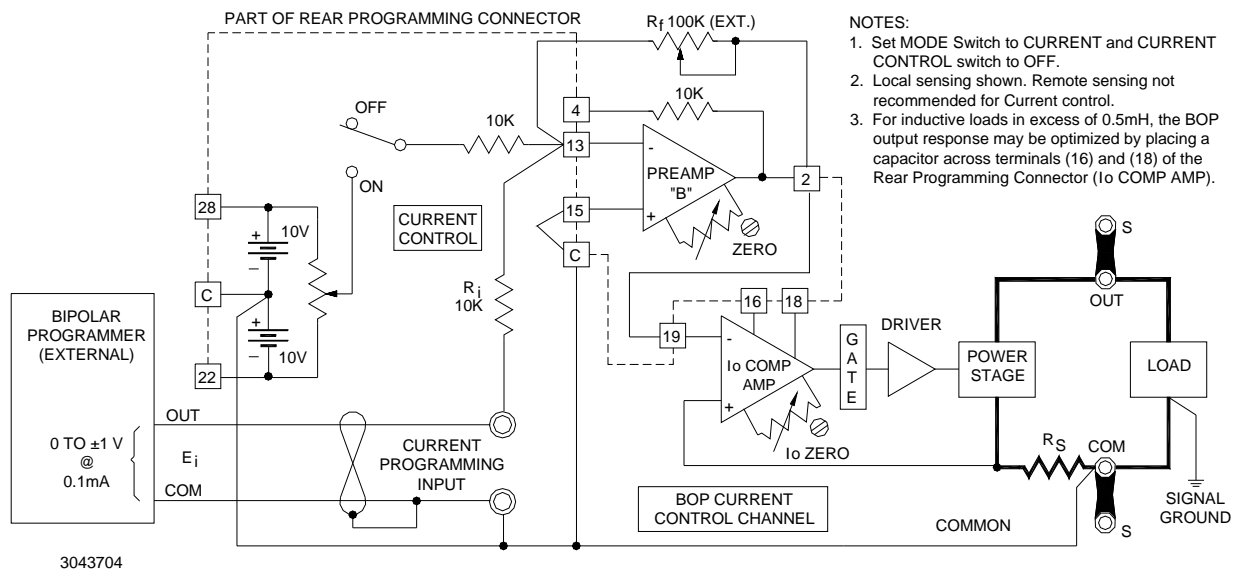 PART OF REAR PROGRAMMING CONNECTOR
Rf 100K (EXT.)
NOTES:
1. Set MODE Switch to CURRENT and CURRENT
CONTROL switch to OFF.
2. Local sensing shown. Remote sensing not
recommended for Current control.
3. For inductive loads in excess of 0.5mH, the BOP
output response may be optimized by placing a
capacitor across terminals (16) and (18) of the
Rear Programming Connector (Io COMP AMP).
OFF
10K
4
10K
13
-
PREAMP
"B"
2
ON
28
+
10V
–
CURRENT
CONTROL
15
+
ZERO
C
S
C
Ri
10K
16
18
OUT
BIPOLAR
PROGRAMMER
(EXTERNAL)
+
–
10V
19
-
Io COMP
AMP
+
GATE
DRIVER
POWER
STAGE
LOAD
22
OUT
0 TO ±1 V
@
0.1mA
Ei
COM
CURRENT
PROGRAMMING
INPUT
Io ZERO
RS
COM
BOP CURRENT
CONTROL CHANNEL
COMMON
S
SIGNAL
GROUND
3043704